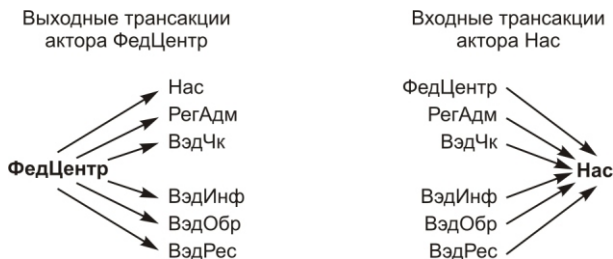 Выходные трансакции
актора ФедЦентр
Нас
РегАдм
ВэдЧк
ФедЦентр
ВэдИнф
ВэдОбр
ВэдРес
Входные трансакции
актора Нас
ФедЦентр
РегАдм
ВэдЧк
Нас
ВэдИнф
ВэдОбр
ВэдРес